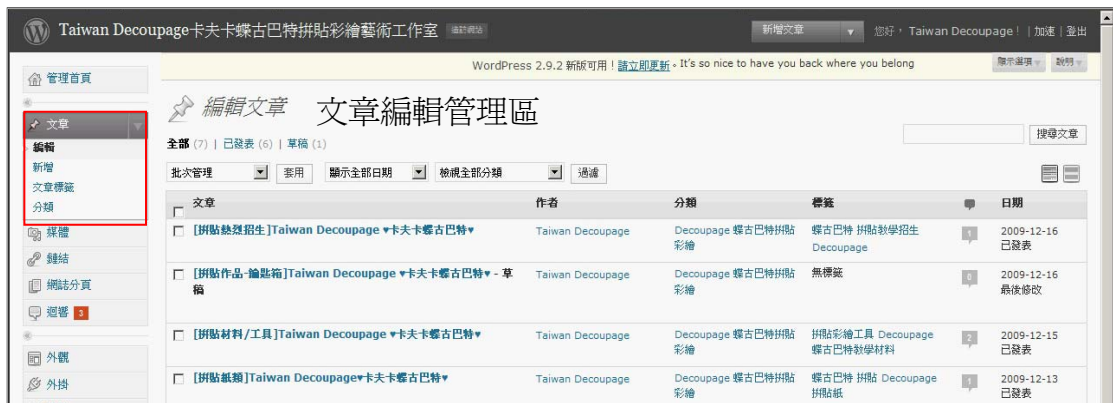 Taiwan Decoupage卡夫卡蝶古巴特拼貼彩繪藝術工作室 造訪網站 新增文章 您好，Taiwan Decoupage！ | 加速 | 登出
WordPress 2.9.2 新版可用！請立即更新。It's so nice to have you back where you belong 顯示選項 說明
管理首頁
文章
編輯
新增
文章標籤
分類
媒體
鏈結
網誌分頁
迴響 3
外觀
外掛
編輯文章 文章編輯管理區
全部 (7) | 已發表 (6) | 草稿 (1)
搜尋文章
批次管理 套用 顯示全部日期 檢視全部分類 過濾
文章 作者 分類 標籤 日期
[拼貼熱烈招生]Taiwan Decoupage ♥卡夫卡蝶古巴特♥ Taiwan Decoupage Decoupage 蝶古巴特拼貼彩繪 蝶古巴特 拼貼教學招生 Decoupage 1 2009-12-16 已發表
[拼貼作品-鑰匙箱]Taiwan Decoupage ♥卡夫卡蝶古巴特♥ - 草稿 Taiwan Decoupage Decoupage 蝶古巴特拼貼彩繪 無標籤 0 2009-12-16 最後修改
[拼貼材料/工具]Taiwan Decoupage ♥卡夫卡蝶古巴特♥ Taiwan Decoupage Decoupage 蝶古巴特拼貼彩繪 拼貼彩繪工具 Decoupage 蝶古巴特教學材料 2 2009-12-15 已發表
[拼貼紙類]Taiwan Decoupage♥卡夫卡蝶古巴特♥ Taiwan Decoupage Decoupage 蝶古巴特拼貼彩繪 蝶古巴特 拼貼 Decoupage 拼貼紙 1 2009-12-13 已發表